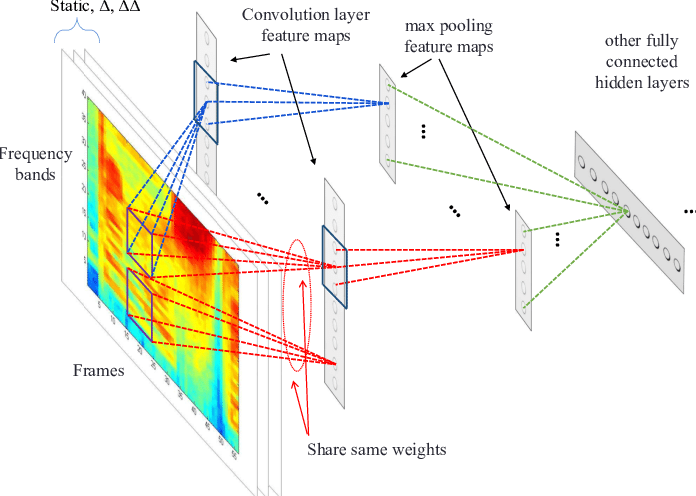 Static, Δ, ΔΔ
Convolution layer
feature maps
max pooling
feature maps
other fully
connected
hidden layers
Frequency
bands
Frames
Share same weights